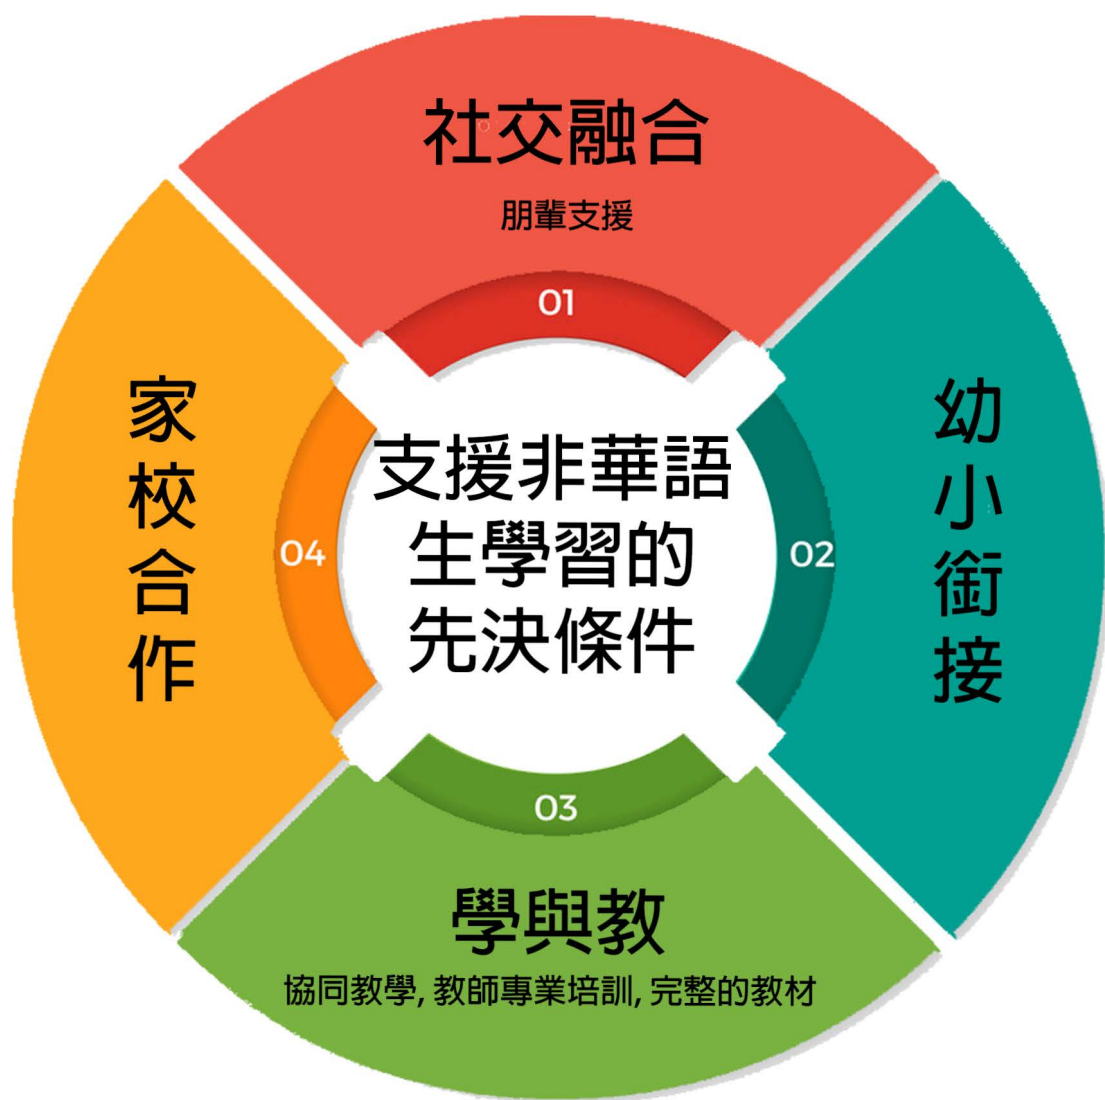 社交融合
朋輩支援
01
幼小銜接
02
學與教
協同教學, 教師專業培訓, 完整的教材
03
家校合作
04
支援非華語
生學習的
先決條件